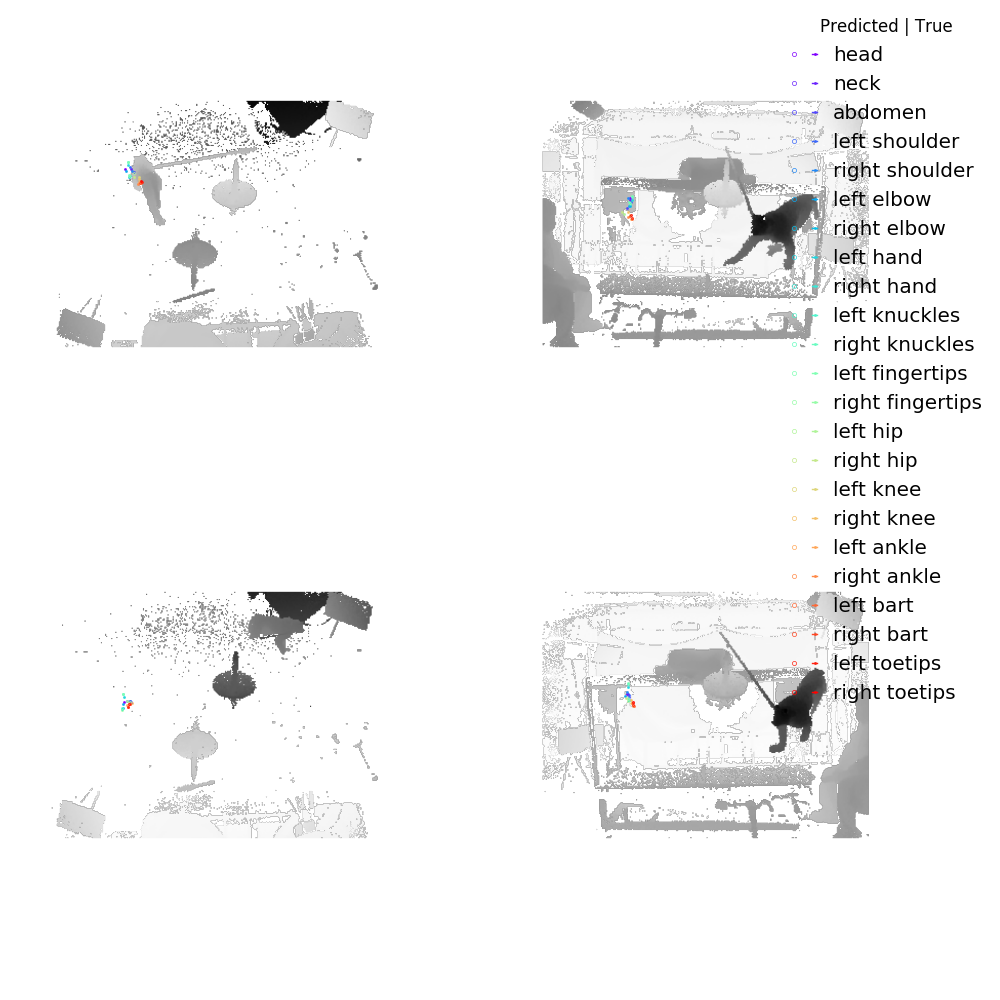 Predicted | True
head
neck
abdomen
left shoulder
right shoulder
left elbow
right elbow
left hand
right hand
left knuckles
right knuckles
left fingertips
right fingertips
left hip
right hip
left knee
right knee
left ankle
right ankle
left bart
right bart
left toetips
right toetips